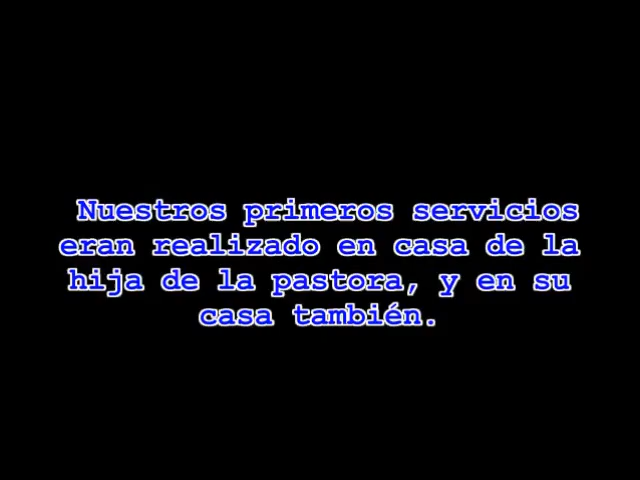 Nuestros primeros servicios
eran realizado en casa de la
hija de la pastora, y en su
casa también.